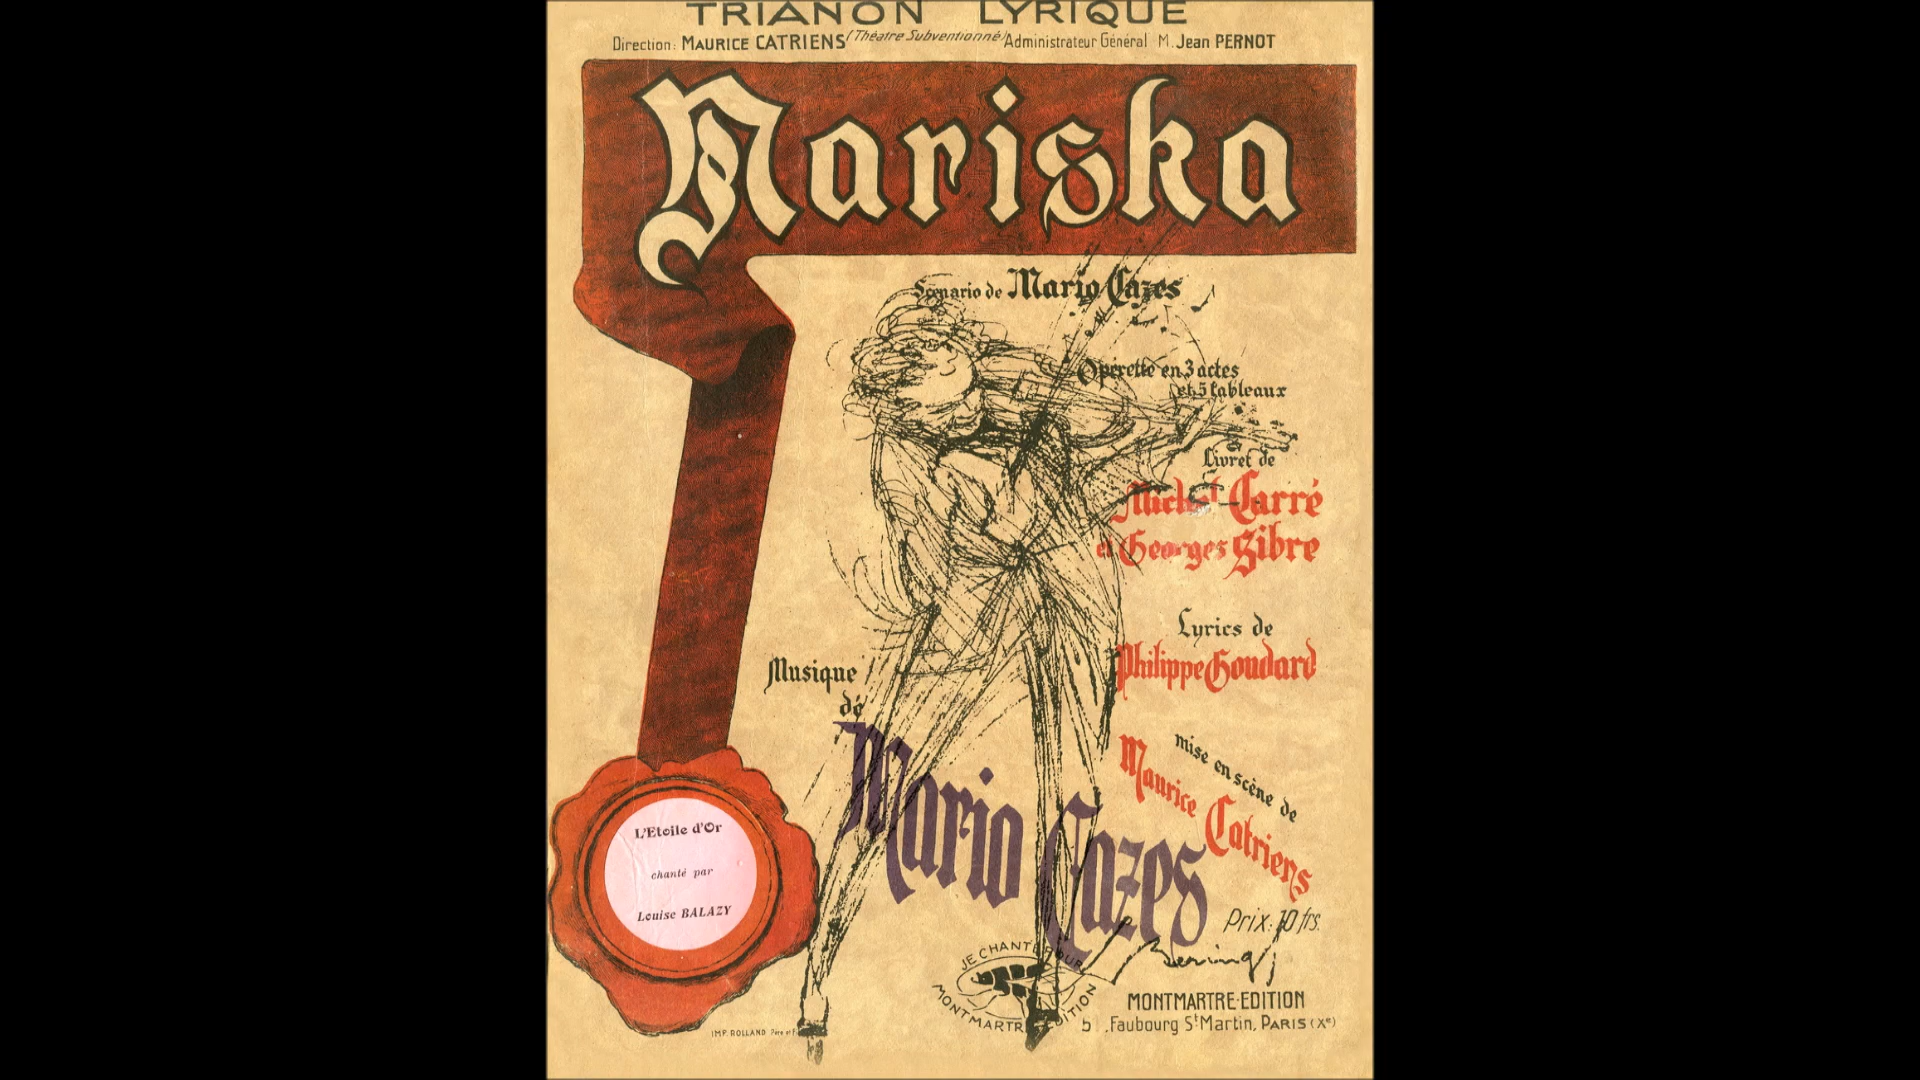 TRIANON LYRIQUE
Direction: MAURICE CATRIENS (Théatre Subventionné) Administrateur Général M. Jean PERNOT
Mariska
Scenario de Mario Cazes
Opérette en 3 actes
et 5 tableaux
Livret de
Michel Carré
et Georges Sibre
Lyrics de
Philippe Goudard
Musique
de
Mario Cazes
mise en scène de
Maurice Catriens
L'Etoile d'Or
chanté par
Louise BALAZY
Prix: 10 frs.
JE CHANTE POUR
MONTMARTRE EDITION
MONTMARTRE-EDITION
Faubourg St Martin, PARIS (Xe)
IMP. ROLLAND Père et